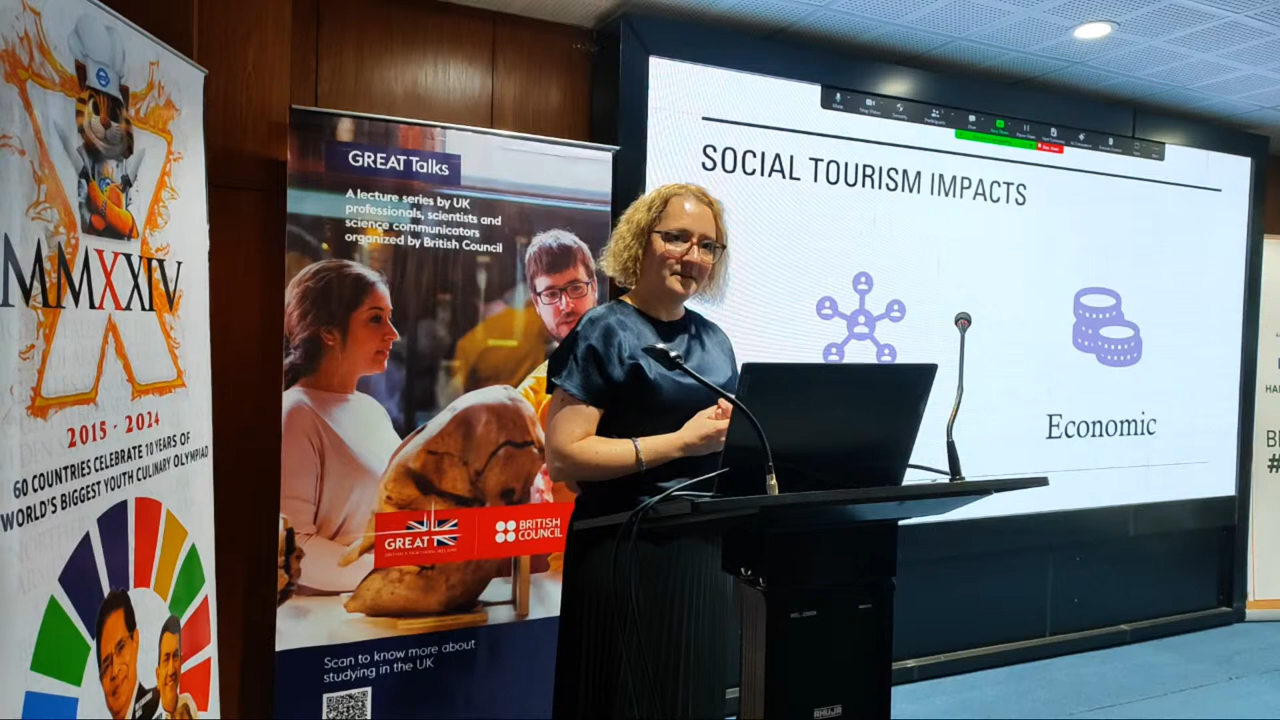 MMXXIV
2015 - 2024
60 COUNTRIES CELEBRATE 10 YEARS OF
WORLD'S BIGGEST YOUTH CULINARY OLYMPIAD
GREAT Talks
A lecture series by UK
professionals, scientists and
science communicators
organized by British Council
GREAT
BRITISH
COUNCIL
Scan to know more about
studying in the UK
SOCIAL TOURISM IMPACTS
Economic
AHUJA